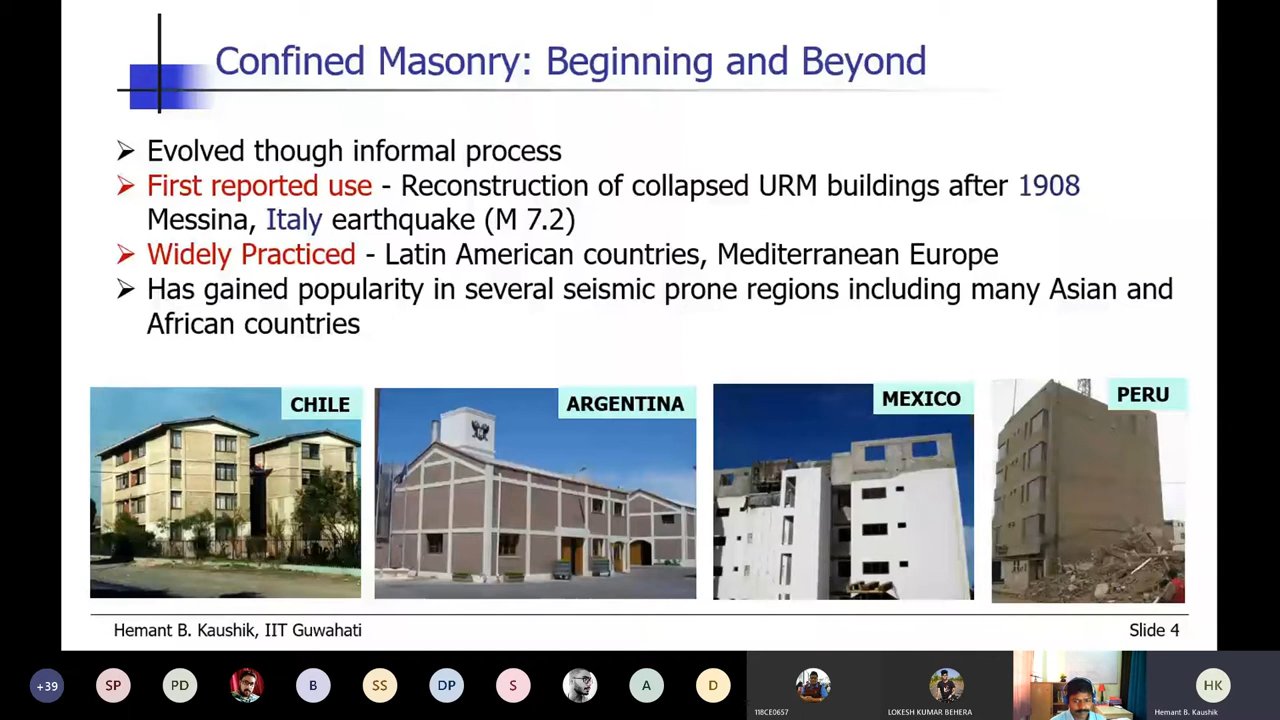 Confined Masonry: Beginning and Beyond
Evolved though informal process
First reported use - Reconstruction of collapsed URM buildings after 1908
Messina, Italy earthquake (M 7.2)
Widely Practiced - Latin American countries, Mediterranean Europe
Has gained popularity in several seismic prone regions including many Asian and
African countries
CHILE
ARGENTINA
MEXICO
PERU
Hemant B. Kaushik, IIT Guwahati
Slide 4
+39
SP
PD
B
SS
DP
S
A
D
HK
118CE0657
LOKESH KUMAR BEHERA
Hemant B. Kaushik